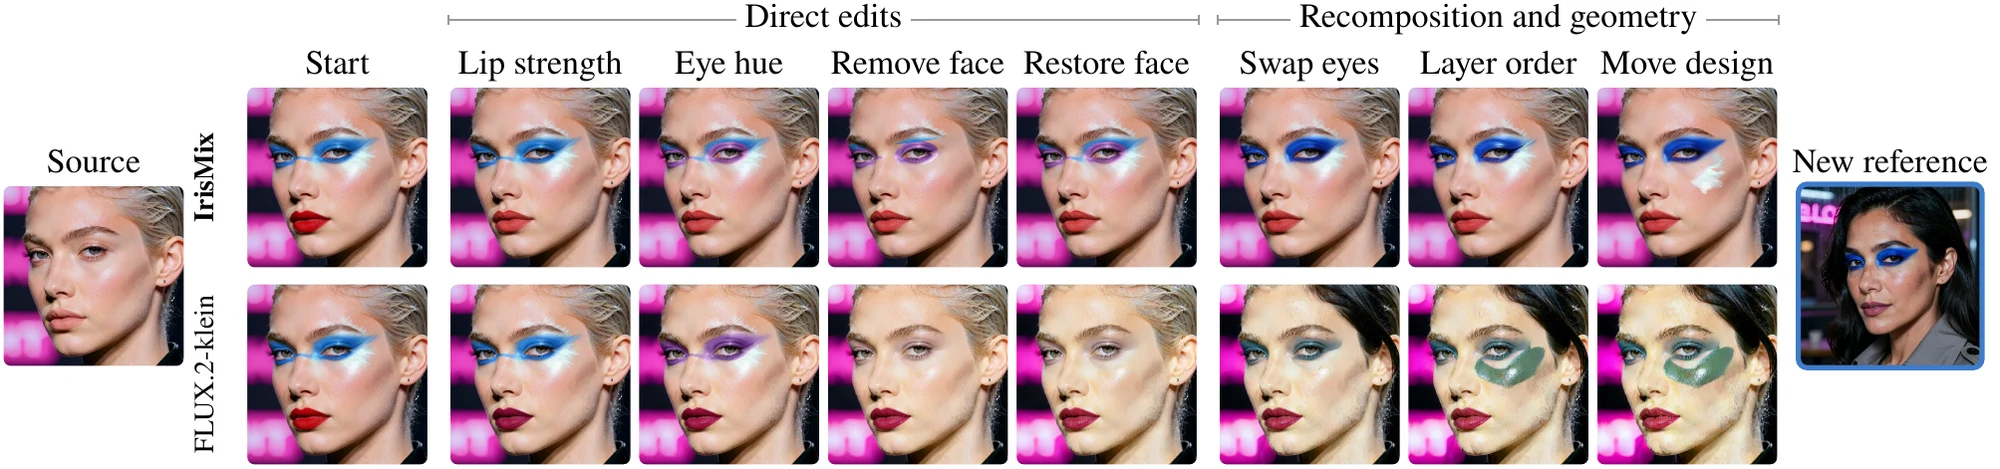 Direct edits
Recomposition and geometry
Start
Lip strength
Eye hue
Remove face
Restore face
Swap eyes
Layer order
Move design
Source
IrisMix
New reference
BLO
FLUX.2-klein